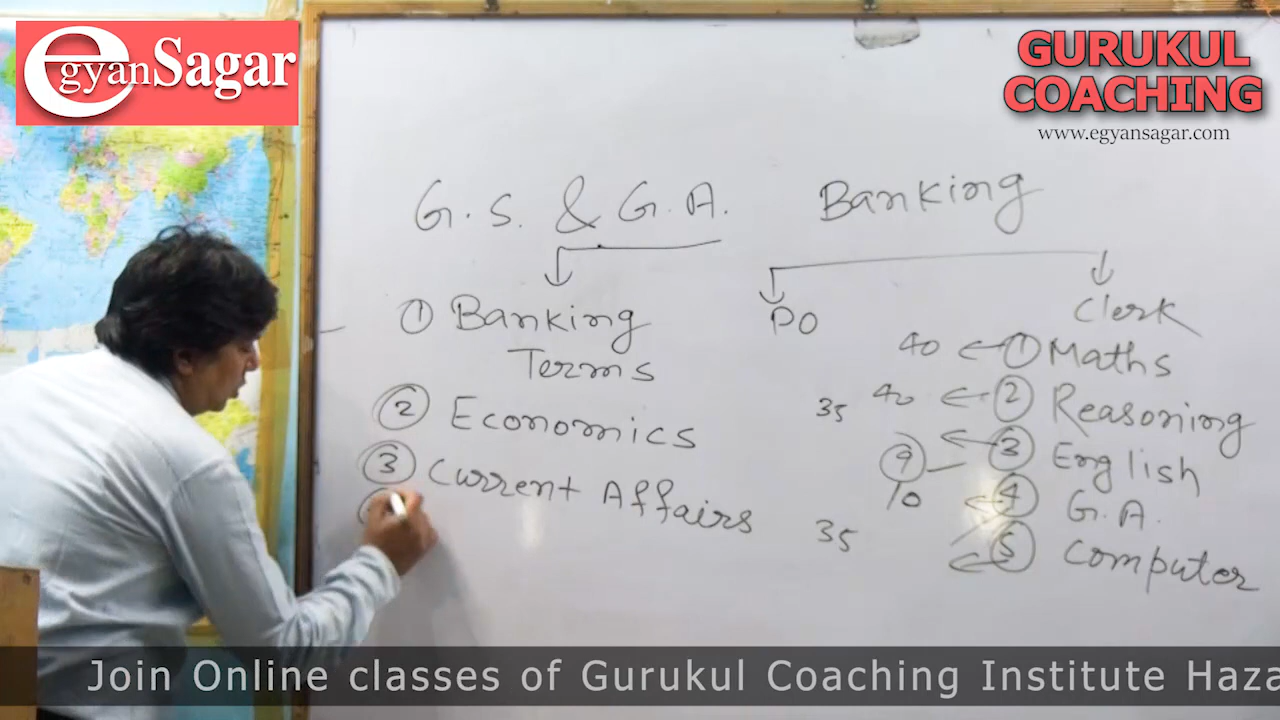 egyanSagar
GURUKUL
COACHING
www.egyansagar.com
G.S. & G.A.
Banking
① Banking
Terms
② Economics
③ Current Affairs
PO
Clerk
40 ① Maths
35 40 ② Reasoning
9 ③ English
10 ④ G.A.
35 ⑤ Computer
Join Online classes of Gurukul Coaching Institute Haza